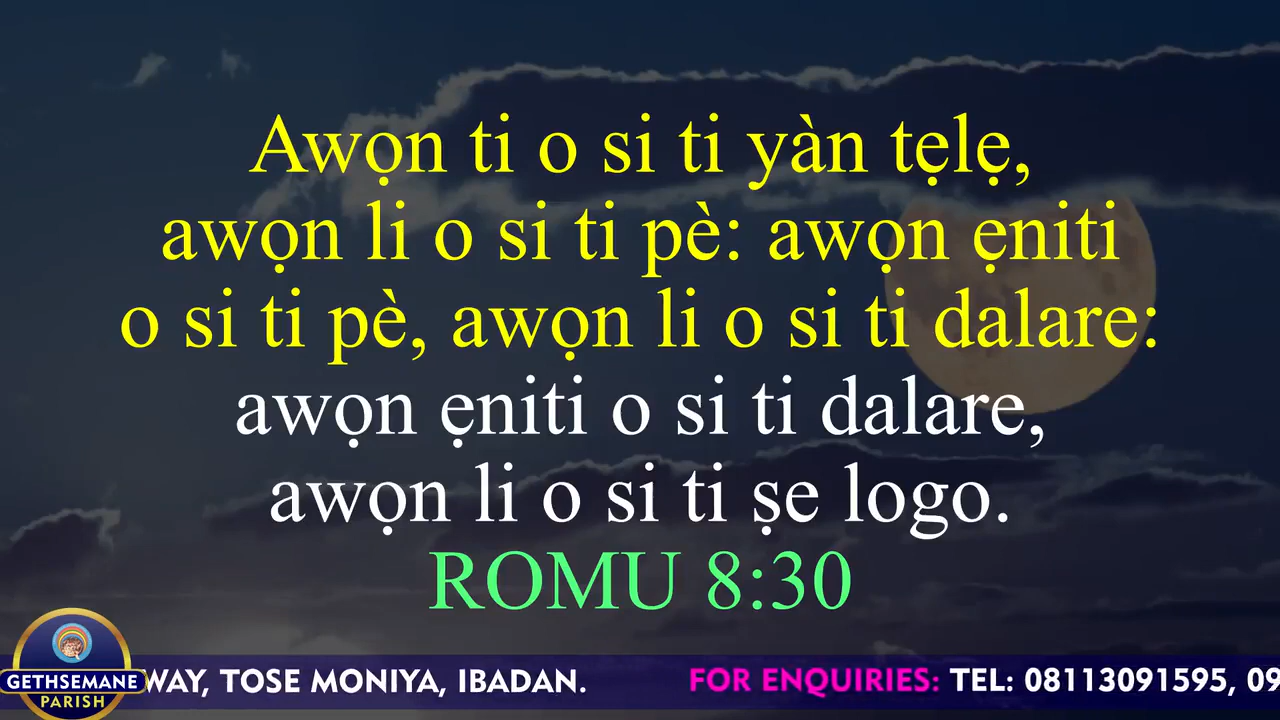 Awọn ti o si ti yàn tẹlẹ,
awọn li o si ti pè: awọn ẹniti
o si ti pè, awọn li o si ti dalare:
awọn ẹniti o si ti dalare,
awọn li o si ti ṣe logo.
ROMU 8:30
GETHSEMANE
PARISH
WAY, TOSE MONIYA, IBADAN. FOR ENQUIRIES: TEL: 08113091595, 09